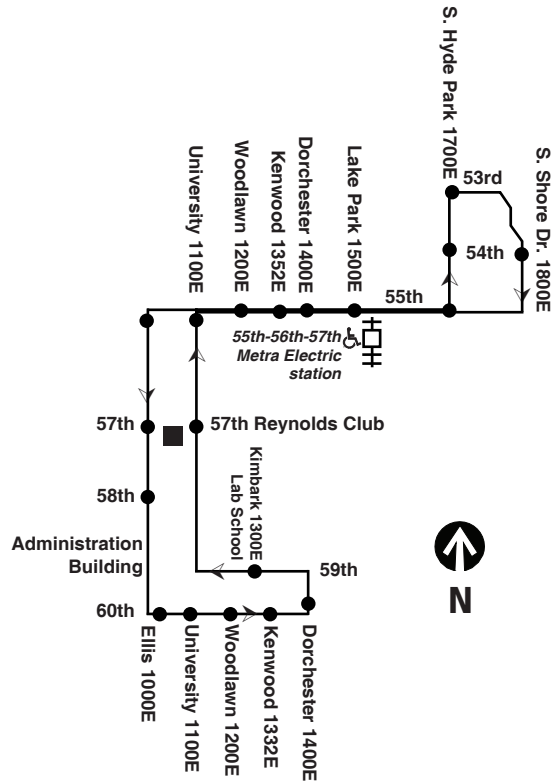 S. Hyde Park 1700E
S. Shore Dr. 1800E
University 1100E
Woodlawn 1200E
Kenwood 1352E
Dorchester 1400E
Lake Park 1500E
53rd
54th
55th
55th-56th-57th
Metra Electric
station
57th
57th Reynolds Club
58th
Kimbark 1300E
Lab School
Administration
Building
59th
60th
Ellis 1000E
University 1100E
Woodlawn 1200E
Kenwood 1332E
Dorchester 1400E
N